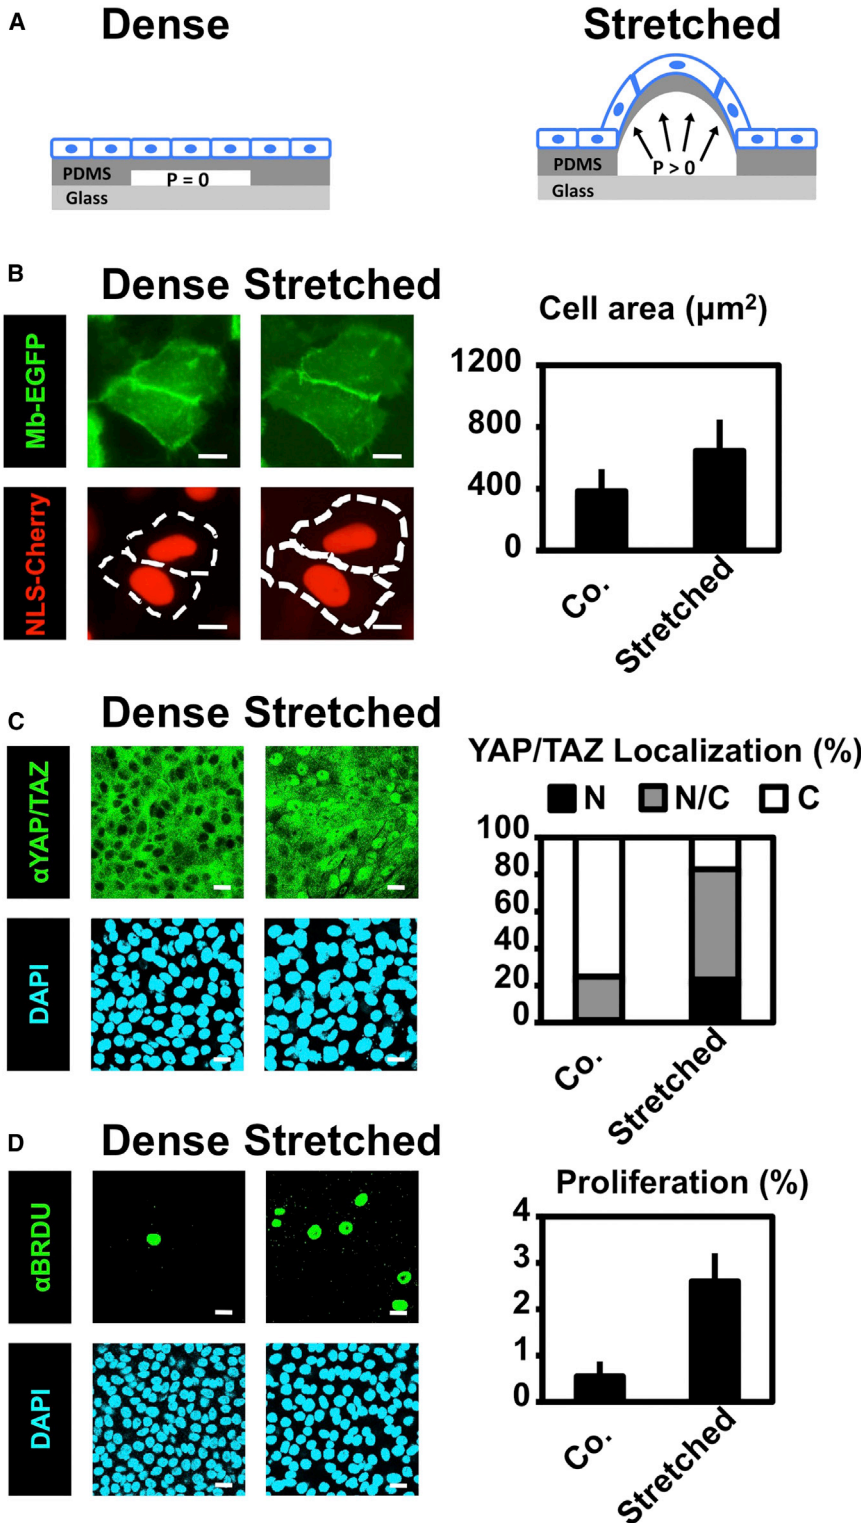 A
Dense
Stretched
PDMS
P = 0
Glass
PDMS
P > 0
Glass
B
Dense Stretched
Mb-EGFP
NLS-Cherry
Cell area (µm²)
1200
800
400
0
Co.
Stretched
C
Dense Stretched
αYAP/TAZ
DAPI
YAP/TAZ Localization (%)
N N/C C
100
80
60
40
20
0
Co.
Stretched
D
Dense Stretched
αBRDU
DAPI
Proliferation (%)
4
3
2
1
0
Co.
Stretched